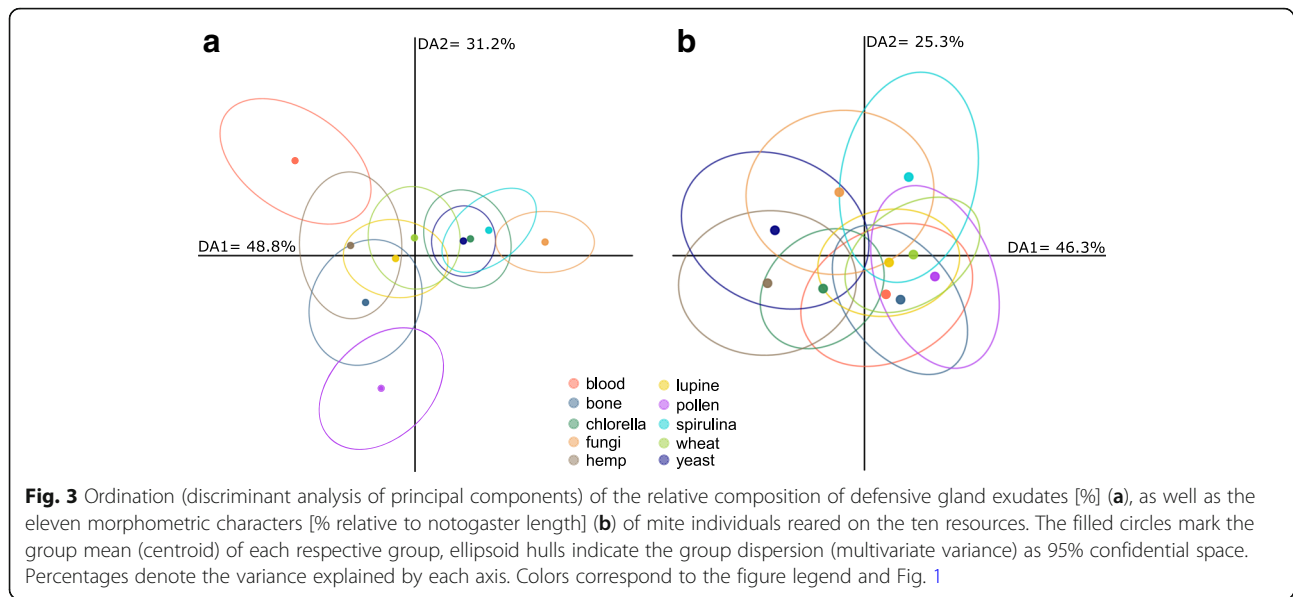 a
DA2= 31.2%
DA1= 48.8%
b
DA2= 25.3%
DA1= 46.3%
blood
bone
chlorella
fungi
hemp
lupine
pollen
spirulina
wheat
yeast
Fig. 3 Ordination (discriminant analysis of principal components) of the relative composition of defensive gland exudates [%] (a), as well as the
eleven morphometric characters [% relative to notogaster length] (b) of mite individuals reared on the ten resources. The filled circles mark the
group mean (centroid) of each respective group, ellipsoid hulls indicate the group dispersion (multivariate variance) as 95% confidential space.
Percentages denote the variance explained by each axis. Colors correspond to the figure legend and Fig. 1